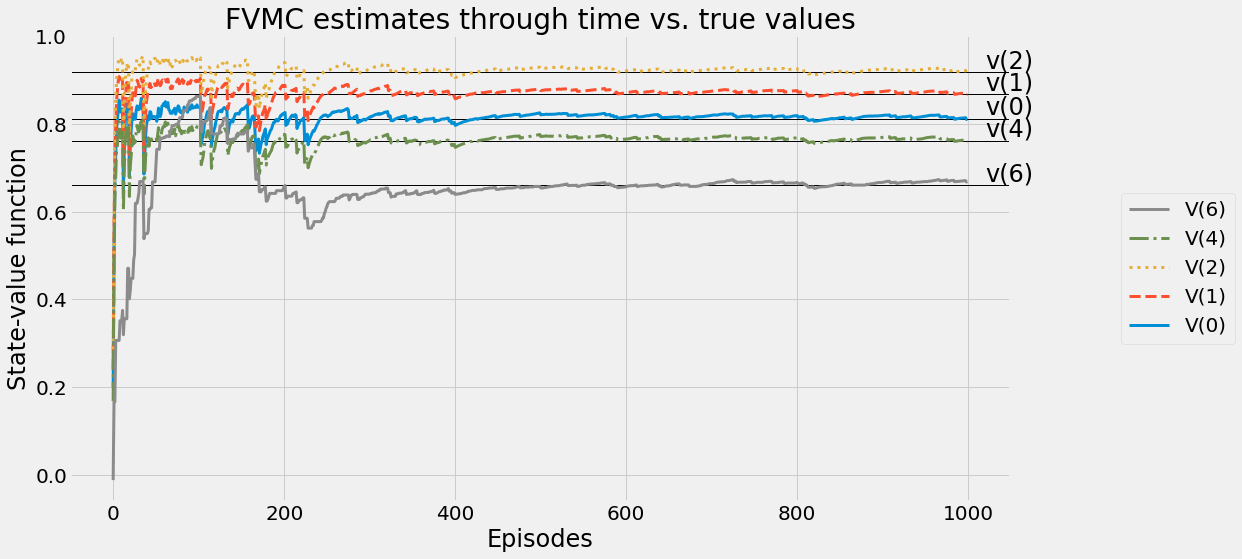 FVMC estimates through time vs. true values
State-value function
1.0
0.8
0.6
0.4
0.2
0.0
v(2)
v(1)
v(0)
v(4)
v(6)
0 200 400 600 800 1000
Episodes
V(6)
V(4)
V(2)
V(1)
V(0)